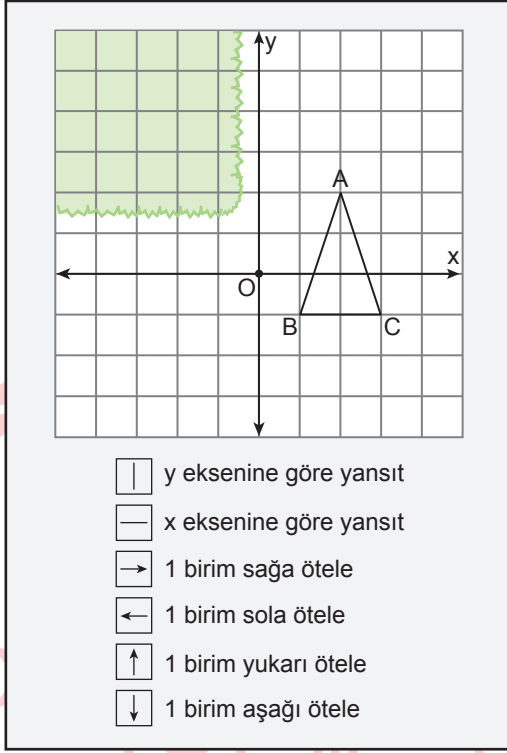 y
A
x
O
B
C
y eksenine göre yansıt
x eksenine göre yansıt
1 birim sağa ötele
1 birim sola ötele
1 birim yukarı ötele
1 birim aşağı ötele